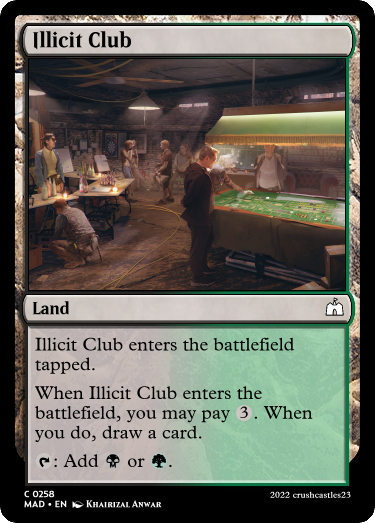 Illicit Club
Land
Illicit Club enters the battlefield
tapped.
When Illicit Club enters the
battlefield, you may pay 3. When
you do, draw a card.
: Add or .
C 0258
MAD • EN Khairizal Anwar
2022 crushcastles23